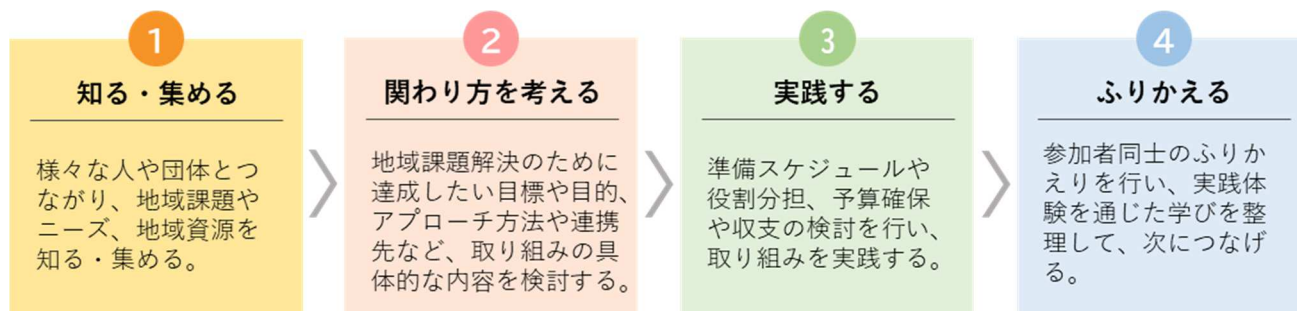 1
知る・集める
様々な人や団体とつ
ながり、地域課題や
ニーズ、地域資源を
知る・集める。
2
関わり方を考える
地域課題解決のために
達成したい目標や目的、
アプローチ方法や連携
先など、取り組みの具
体的な内容を検討する。
3
実践する
準備スケジュールや
役割分担、予算確保
や収支の検討を行い、
取り組みを実践する。
4
ふりかえる
参加者同士のふりか
えりを行い、実践体
験を通じた学びを整
理して、次につなげ
る。